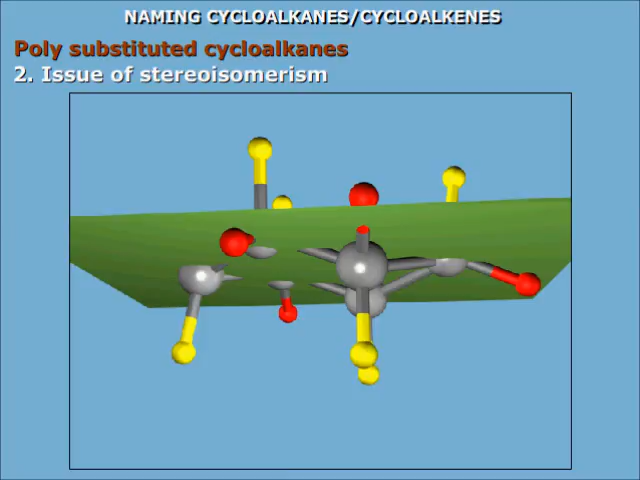 NAMING CYCLOALKANES/CYCLOALKENES
Poly substituted cycloalkanes
2. Issue of stereoisomerism